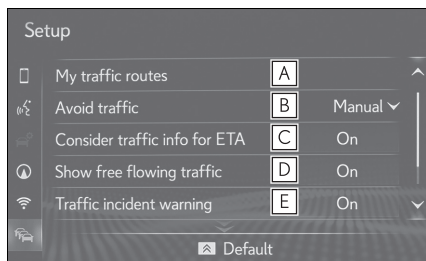 Setup
My traffic routes A
Avoid traffic B Manual
Consider traffic info for ETA C On
Show free flowing traffic D On
Traffic incident warning E On
Default